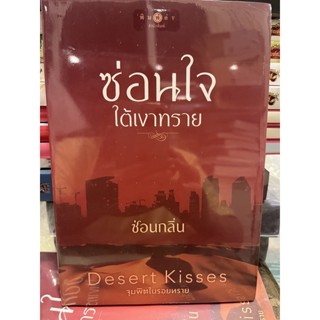 ซ่อนใจ
ใต้เงาทราย
ซ่อนกลิ่น
Desert Kisses
จุมพิตในรอยทราย